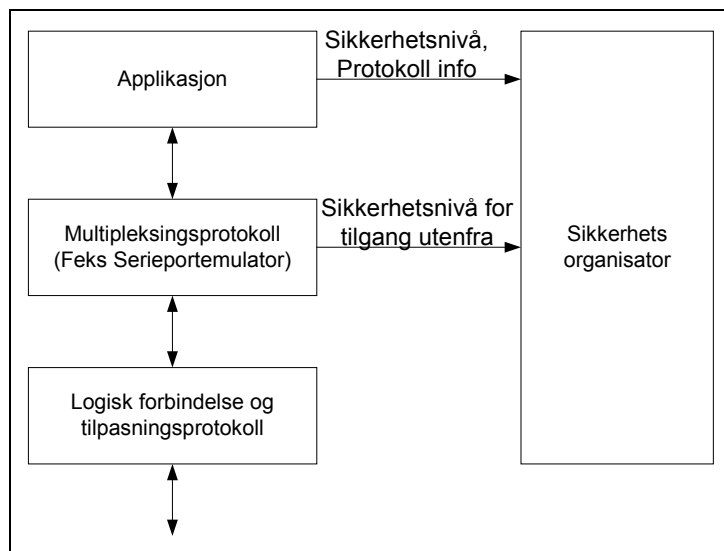 Applikasjon
Sikkerhetsnivå,
Protokoll info
Multipleksingsprotokoll
(Feks Serieportemulator)
Sikkerhetsnivå for
tilgang utenfra
Sikkerhets
organisator
Logisk forbindelse og
tilpasningsprotokoll